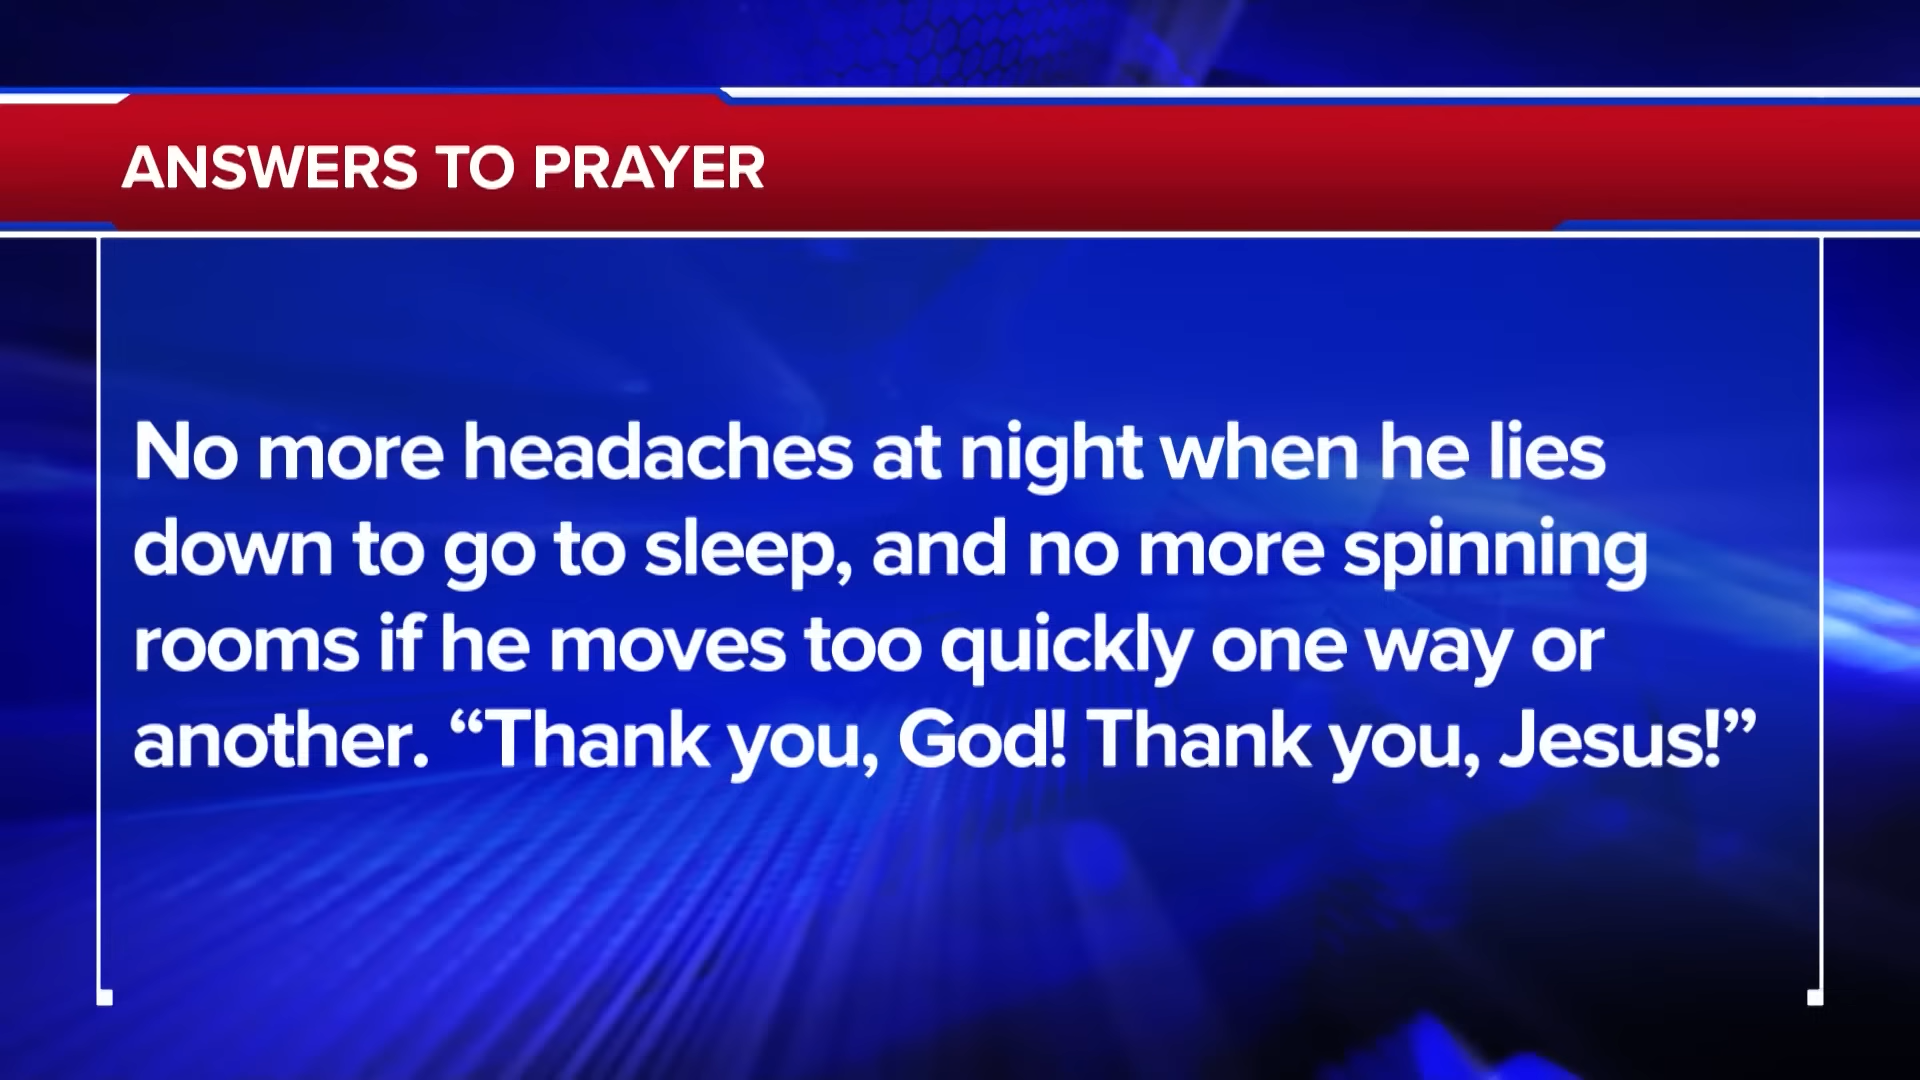 ANSWERS TO PRAYER
No more headaches at night when he lies
down to go to sleep, and no more spinning
rooms if he moves too quickly one way or
another. “Thank you, God! Thank you, Jesus!”